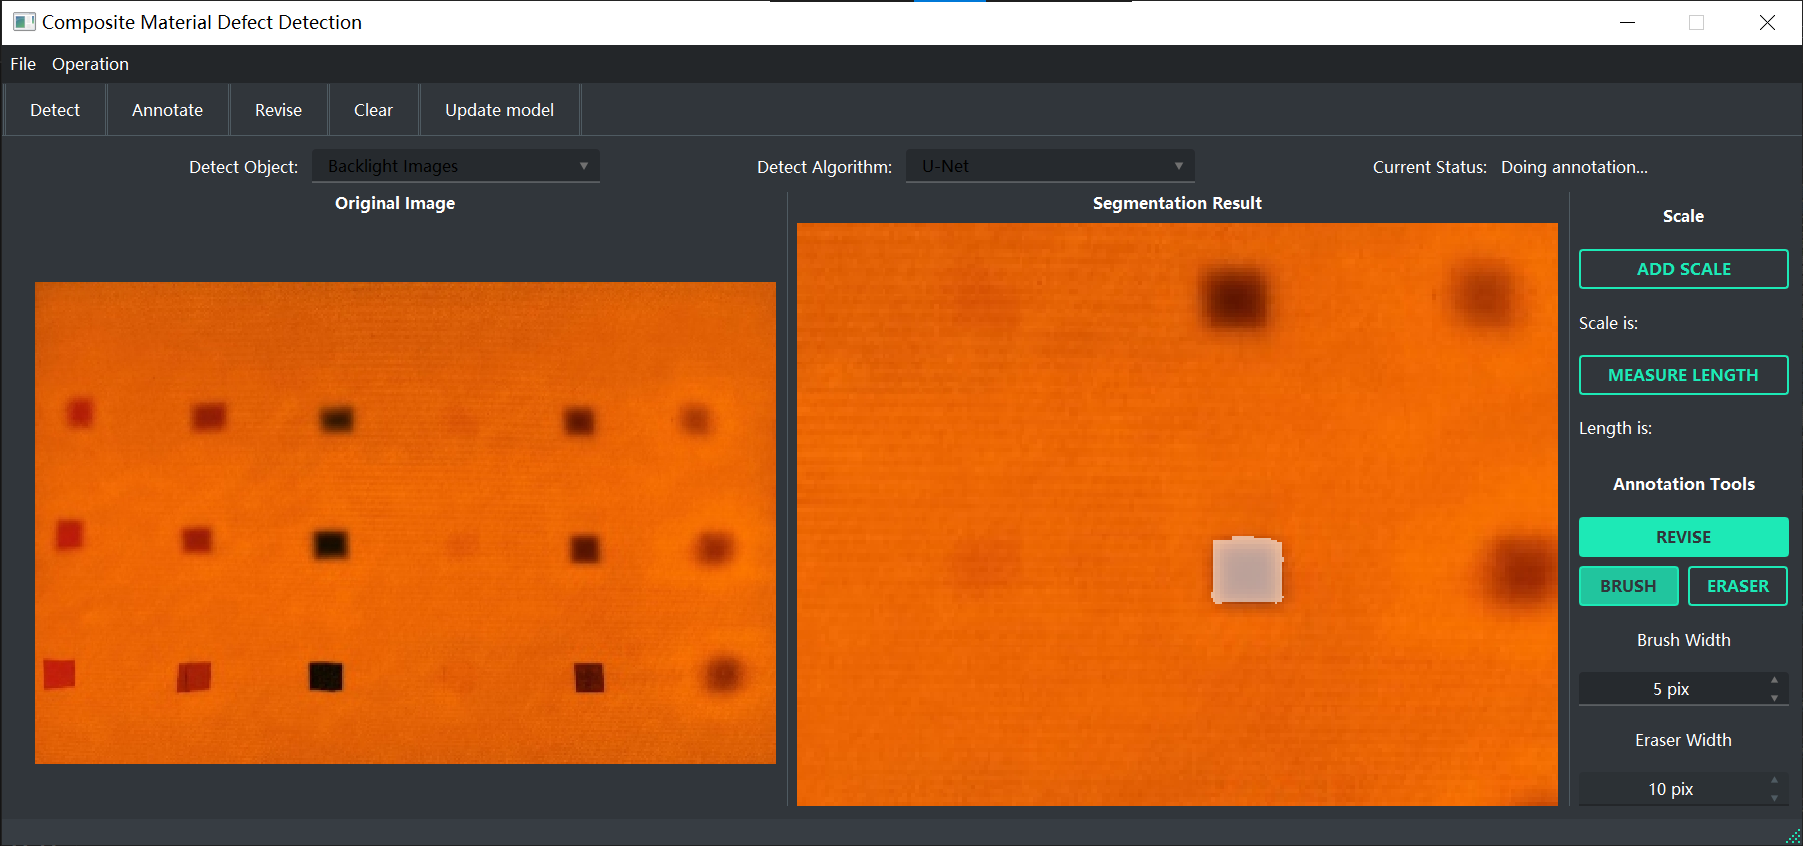 Composite Material Defect Detection
File Operation
Detect Annotate Revise Clear Update model
Detect Object: Backlight Images Detect Algorithm: U-Net Current Status: Doing annotation...
Original Image
Segmentation Result
Scale
ADD SCALE
Scale is:
MEASURE LENGTH
Length is:
Annotation Tools
REVISE
BRUSH ERASER
Brush Width
5 pix
Eraser Width
10 pix